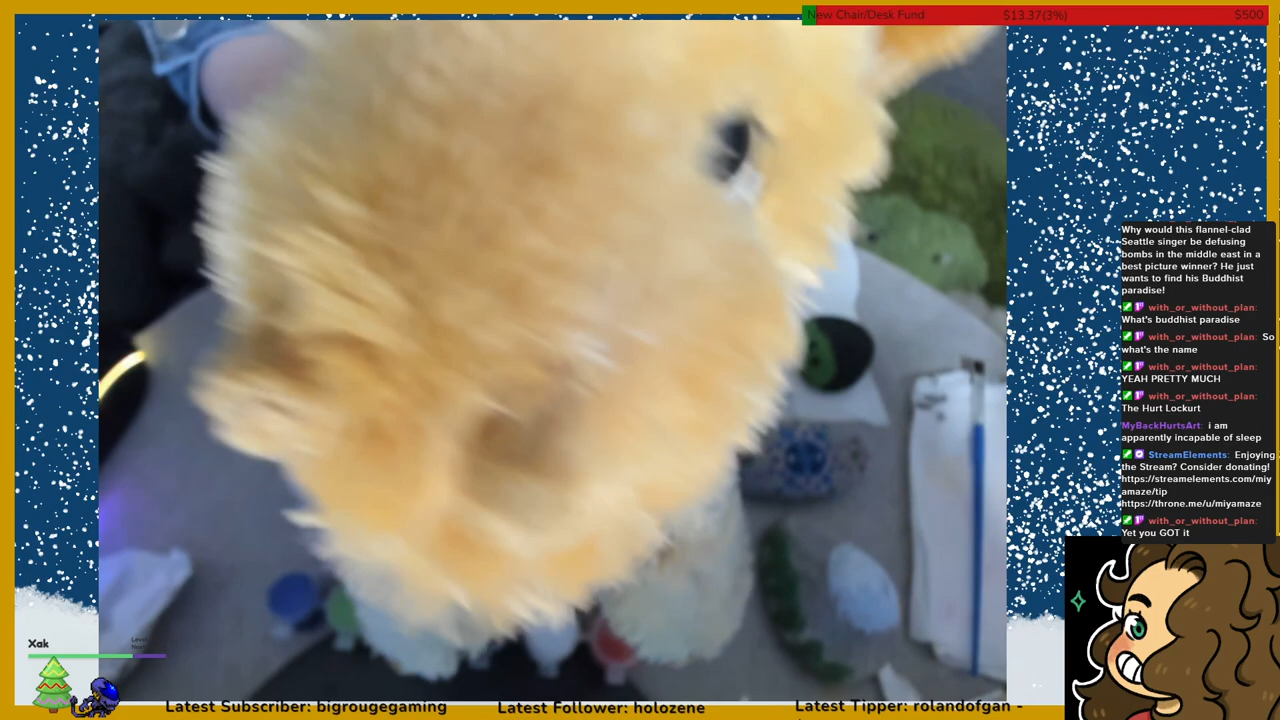 New Chair/Desk Fund $13.37(3%) $500
Why would this flannel-clad
Seattle singer be defusing
bombs in the middle east in a
best picture winner? He just
wants to find his Buddhist
paradise!
with_or_without_plan:
What's buddhist paradise
with_or_without_plan: So
what's the name
with_or_without_plan:
YEAH PRETTY MUCH
with_or_without_plan:
The Hurt Lockurt
MyBackHurtsArt: i am
apparently incapable of sleep
StreamElements: Enjoying
the Stream? Consider donating!
https://streamelements.com/miy
amaze/tip
https://throne.me/u/miyamaze
with_or_without_plan:
Yet you GOT it
Xak
Latest Subscriber: bigrougegaming
Latest Follower: holozene
Latest Tipper: rolandofgan -